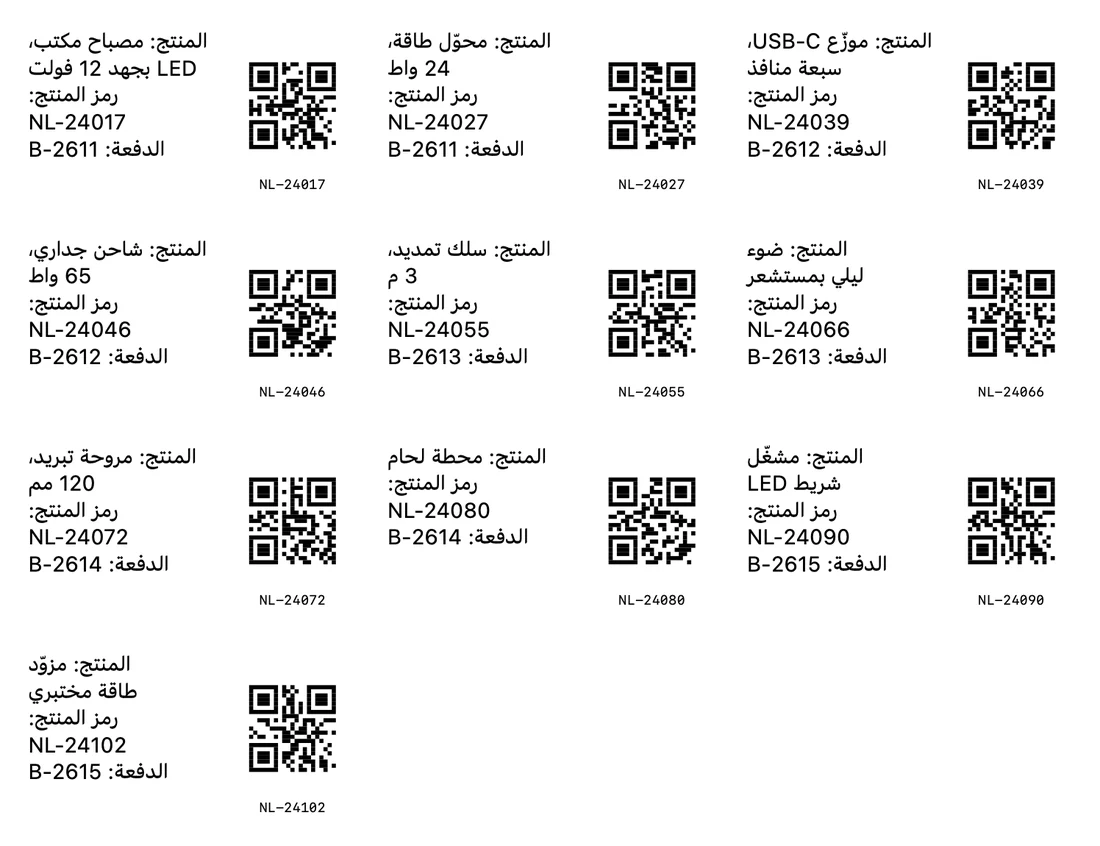 المنتج: مصباح مكتب،
LED بجهد 12 فولت
رمز المنتج:
NL-24017
الدفعة: B-2611
NL-24017
المنتج: محوّل طاقة،
24 واط
رمز المنتج:
NL-24027
الدفعة: B-2611
NL-24027
المنتج: موزّع USB-C،
سبعة منافذ
رمز المنتج:
NL-24039
الدفعة: B-2612
NL-24039
المنتج: شاحن جداري،
65 واط
رمز المنتج:
NL-24046
الدفعة: B-2612
NL-24046
المنتج: سلك تمديد،
3 م
رمز المنتج:
NL-24055
الدفعة: B-2613
NL-24055
المنتج: ضوء
ليلي بمستشعر
رمز المنتج:
NL-24066
الدفعة: B-2613
NL-24066
المنتج: مروحة تبريد،
120 مم
رمز المنتج:
NL-24072
الدفعة: B-2614
NL-24072
المنتج: محطة لحام
رمز المنتج:
NL-24080
الدفعة: B-2614
NL-24080
المنتج: مشغّل
شريط LED
رمز المنتج:
NL-24090
الدفعة: B-2615
NL-24090
المنتج: مزوّد
طاقة مختبري
رمز المنتج:
NL-24102
الدفعة: B-2615
NL-24102